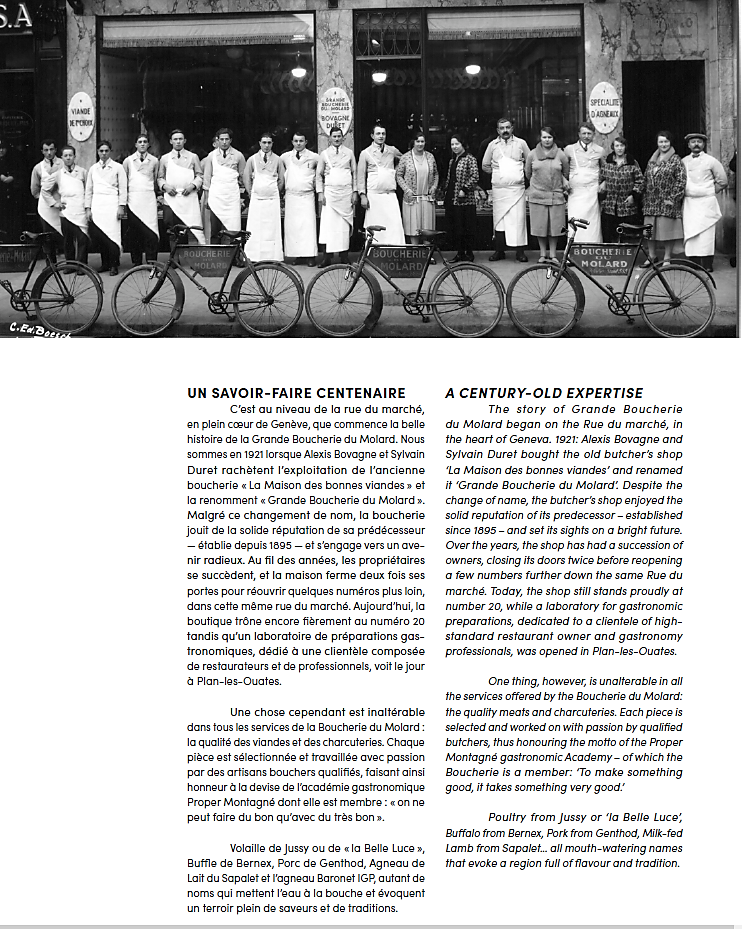 S.A
VIANDE
DE 1ER CHOIX
GRANDE
BOUCHERIE
DU MOLARD
BOVAGNE
DURET
SPÉCIALITÉ
D'AGNEAUX
BOUCHERIE
MOLARD
BOUCHERIE
MOLARD
BOUCHERIE
DU
MOLARD
C. Ed. Boesch
UN SAVOIR-FAIRE CENTENAIRE
C'est au niveau de la rue du marché,
en plein cœur de Genève, que commence la belle
histoire de la Grande Boucherie du Molard. Nous
sommes en 1921 lorsque Alexis Bovagne et Sylvain
Duret rachètent l'exploitation de l'ancienne
boucherie « La Maison des bonnes viandes » et
la renomment « Grande Boucherie du Molard ».
Malgré ce changement de nom, la boucherie
jouit de la solide réputation de sa prédécesseur
— établie depuis 1895 — et s'engage vers un ave-
nir radieux. Au fil des années, les propriétaires
se succèdent, et la maison ferme deux fois ses
portes pour réouvrir quelques numéros plus loin,
dans cette même rue du marché. Aujourd'hui, la
boutique trône encore fièrement au numéro 20
tandis qu'un laboratoire de préparations gas-
tronomiques, dédié à une clientèle composée
de restaurateurs et de professionnels, voit le jour
à Plan-les-Ouates.
Une chose cependant est inaltérable
dans tous les services de la Boucherie du Molard :
la qualité des viandes et des charcuteries. Chaque
pièce est sélectionnée et travaillée avec passion
par des artisans bouchers qualifiés, faisant ainsi
honneur à la devise de l'académie gastronomique
Proper Montagné dont elle est membre : « on ne
peut faire du bon qu'avec du très bon ».
Volaille de Jussy ou de « la Belle Luce »,
Buffle de Bernex, Porc de Genthod, Agneau de
Lait du Sapalet et l'agneau Baronet IGP, autant de
noms qui mettent l'eau à la bouche et évoquent
un terroir plein de saveurs et de traditions.
A CENTURY-OLD EXPERTISE
The story of Grande Boucherie
du Molard began on the Rue du marché, in
the heart of Geneva. 1921: Alexis Bovagne and
Sylvain Duret bought the old butcher's shop
'La Maison des bonnes viandes' and renamed
it 'Grande Boucherie du Molard'. Despite the
change of name, the butcher's shop enjoyed the
solid reputation of its predecessor – established
since 1895 – and set its sights on a bright future.
Over the years, the shop has had a succession of
owners, closing its doors twice before reopening
a few numbers further down the same Rue du
marché. Today, the shop still stands proudly at
number 20, while a laboratory for gastronomic
preparations, dedicated to a clientele of high-
standard restaurant owner and gastronomy
professionals, was opened in Plan-les-Ouates.
One thing, however, is unalterable in all
the services offered by the Boucherie du Molard:
the quality meats and charcuteries. Each piece is
selected and worked on with passion by qualified
butchers, thus honouring the motto of the Proper
Montagné gastronomic Academy – of which the
Boucherie is a member: 'To make something
good, it takes something very good.'
Poultry from Jussy or 'la Belle Luce',
Buffalo from Bernex, Pork from Genthod, Milk-fed
Lamb from Sapalet... all mouth-watering names
that evoke a region full of flavour and tradition.